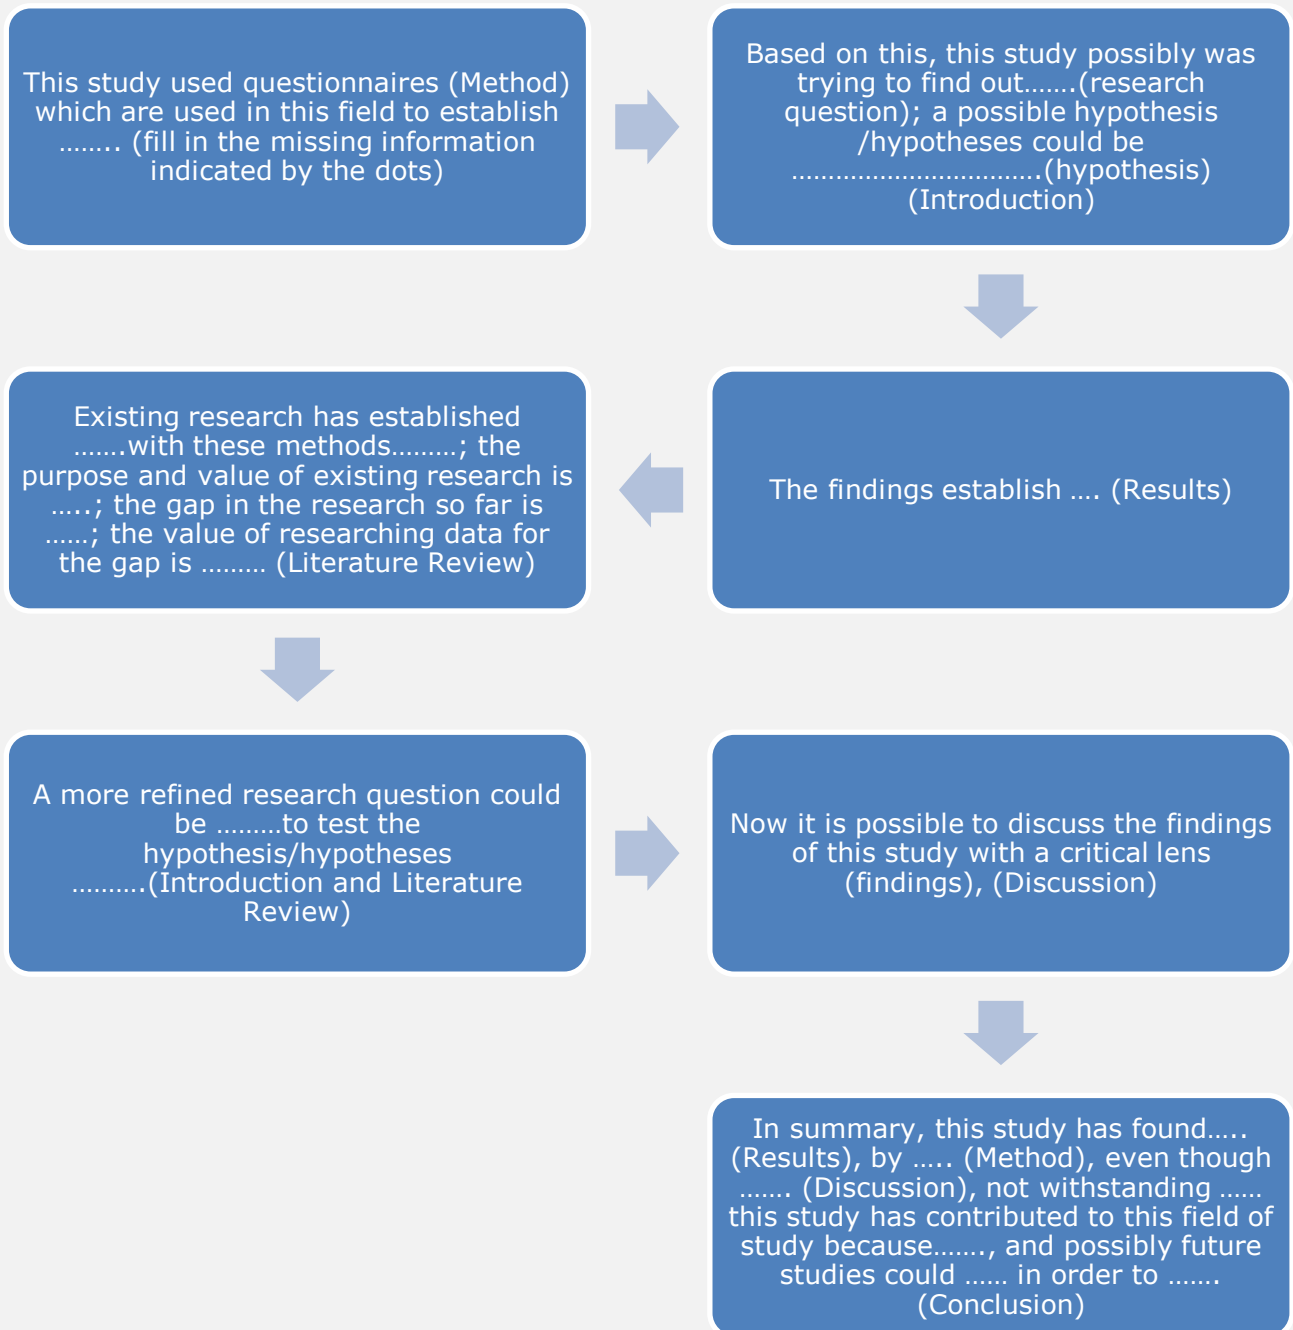 This study used questionnaires (Method)
which are used in this field to establish
…….. (fill in the missing information
indicated by the dots)
Based on this, this study possibly was
trying to find out…….(research
question); a possible hypothesis
/hypotheses could be
…………………………….(hypothesis)
(Introduction)
The findings establish …. (Results)
Existing research has established
…….with these methods………; the
purpose and value of existing research is
…..; the gap in the research so far is
……; the value of researching data for
the gap is ……… (Literature Review)
A more refined research question could
be ………to test the
hypothesis/hypotheses
……….(Introduction and Literature
Review)
Now it is possible to discuss the findings
of this study with a critical lens
(findings), (Discussion)
In summary, this study has found…..
(Results), by ….. (Method), even though
……. (Discussion), not withstanding ……
this study has contributed to this field of
study because……., and possibly future
studies could …… in order to …….
(Conclusion)